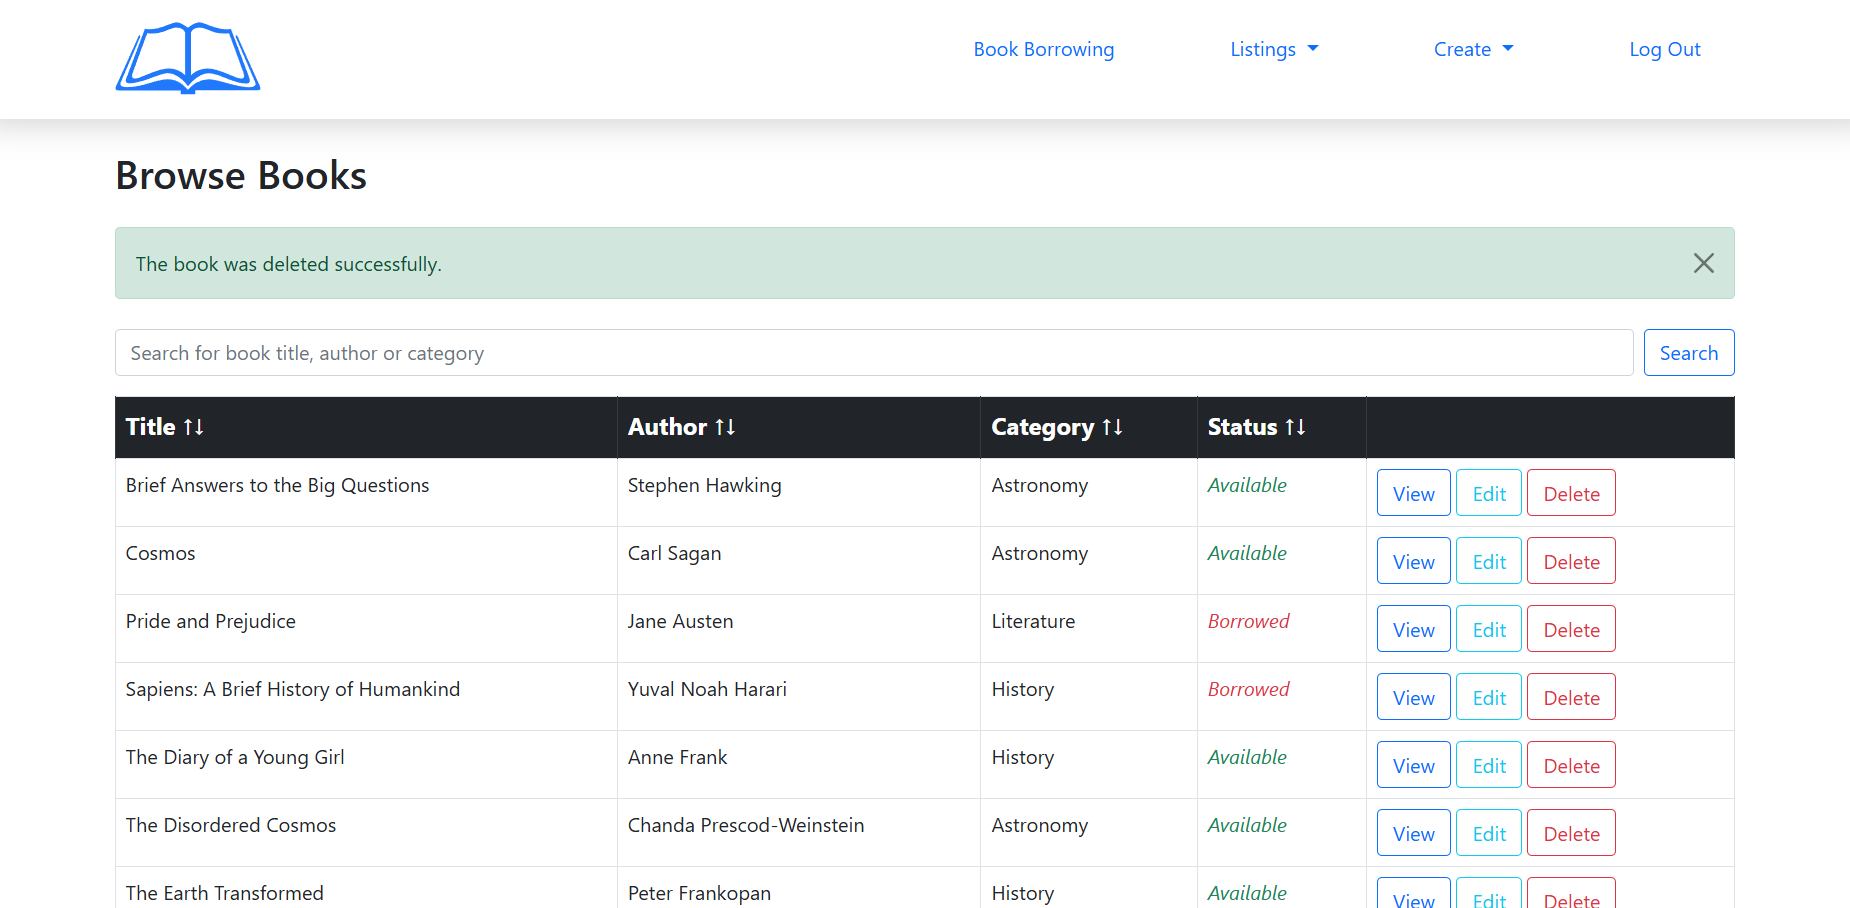 Book Borrowing Listings Create Log Out
Browse Books
The book was deleted successfully.
Search for book title, author or category Search
Title ↑↓ Author ↑↓ Category ↑↓ Status ↑↓
Brief Answers to the Big Questions Stephen Hawking Astronomy Available View Edit Delete
Cosmos Carl Sagan Astronomy Available View Edit Delete
Pride and Prejudice Jane Austen Literature Borrowed View Edit Delete
Sapiens: A Brief History of Humankind Yuval Noah Harari History Borrowed View Edit Delete
The Diary of a Young Girl Anne Frank History Available View Edit Delete
The Disordered Cosmos Chanda Prescod-Weinstein Astronomy Available View Edit Delete
The Earth Transformed Peter Frankopan History Available View Edit Delete